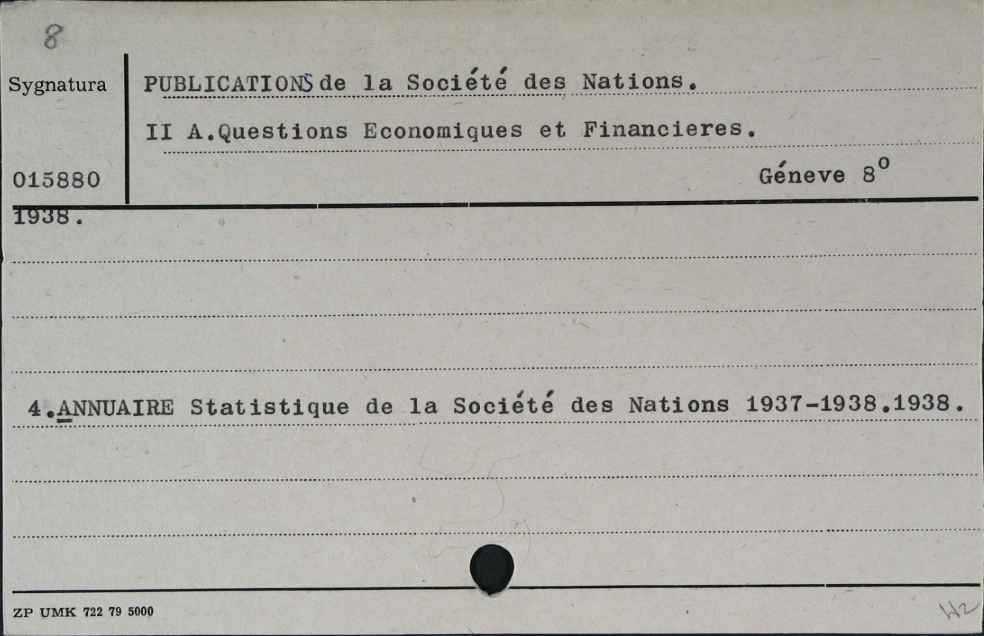 8
Sygnatura
PUBLICATIONS de la Société des Nations.
II A.Questions Economiques et Financieres.
015880
Géneve 8º
1938.
4.ANNUAIRE Statistique de la Société des Nations 1937-1938.1938.
ZP UMK 722 79 5000